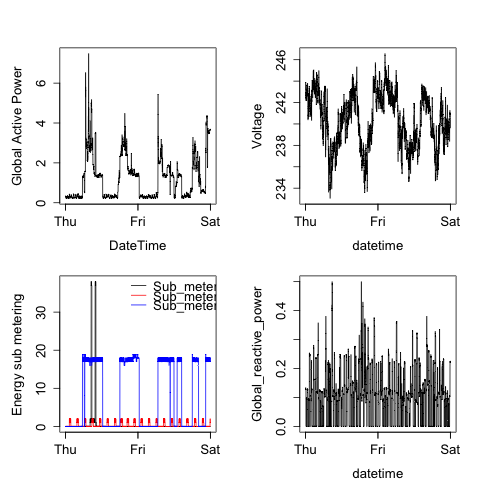 Global Active Power
0 2 4 6
Thu Fri Sat
DateTime
Voltage
234 238 242 246
Thu Fri Sat
datetime
Energy sub metering
0 10 20 30
Sub_meter
Sub_meter
Sub_meter
Thu Fri Sat
Global_reactive_power
0.0 0.2 0.4
Thu Fri Sat
datetime